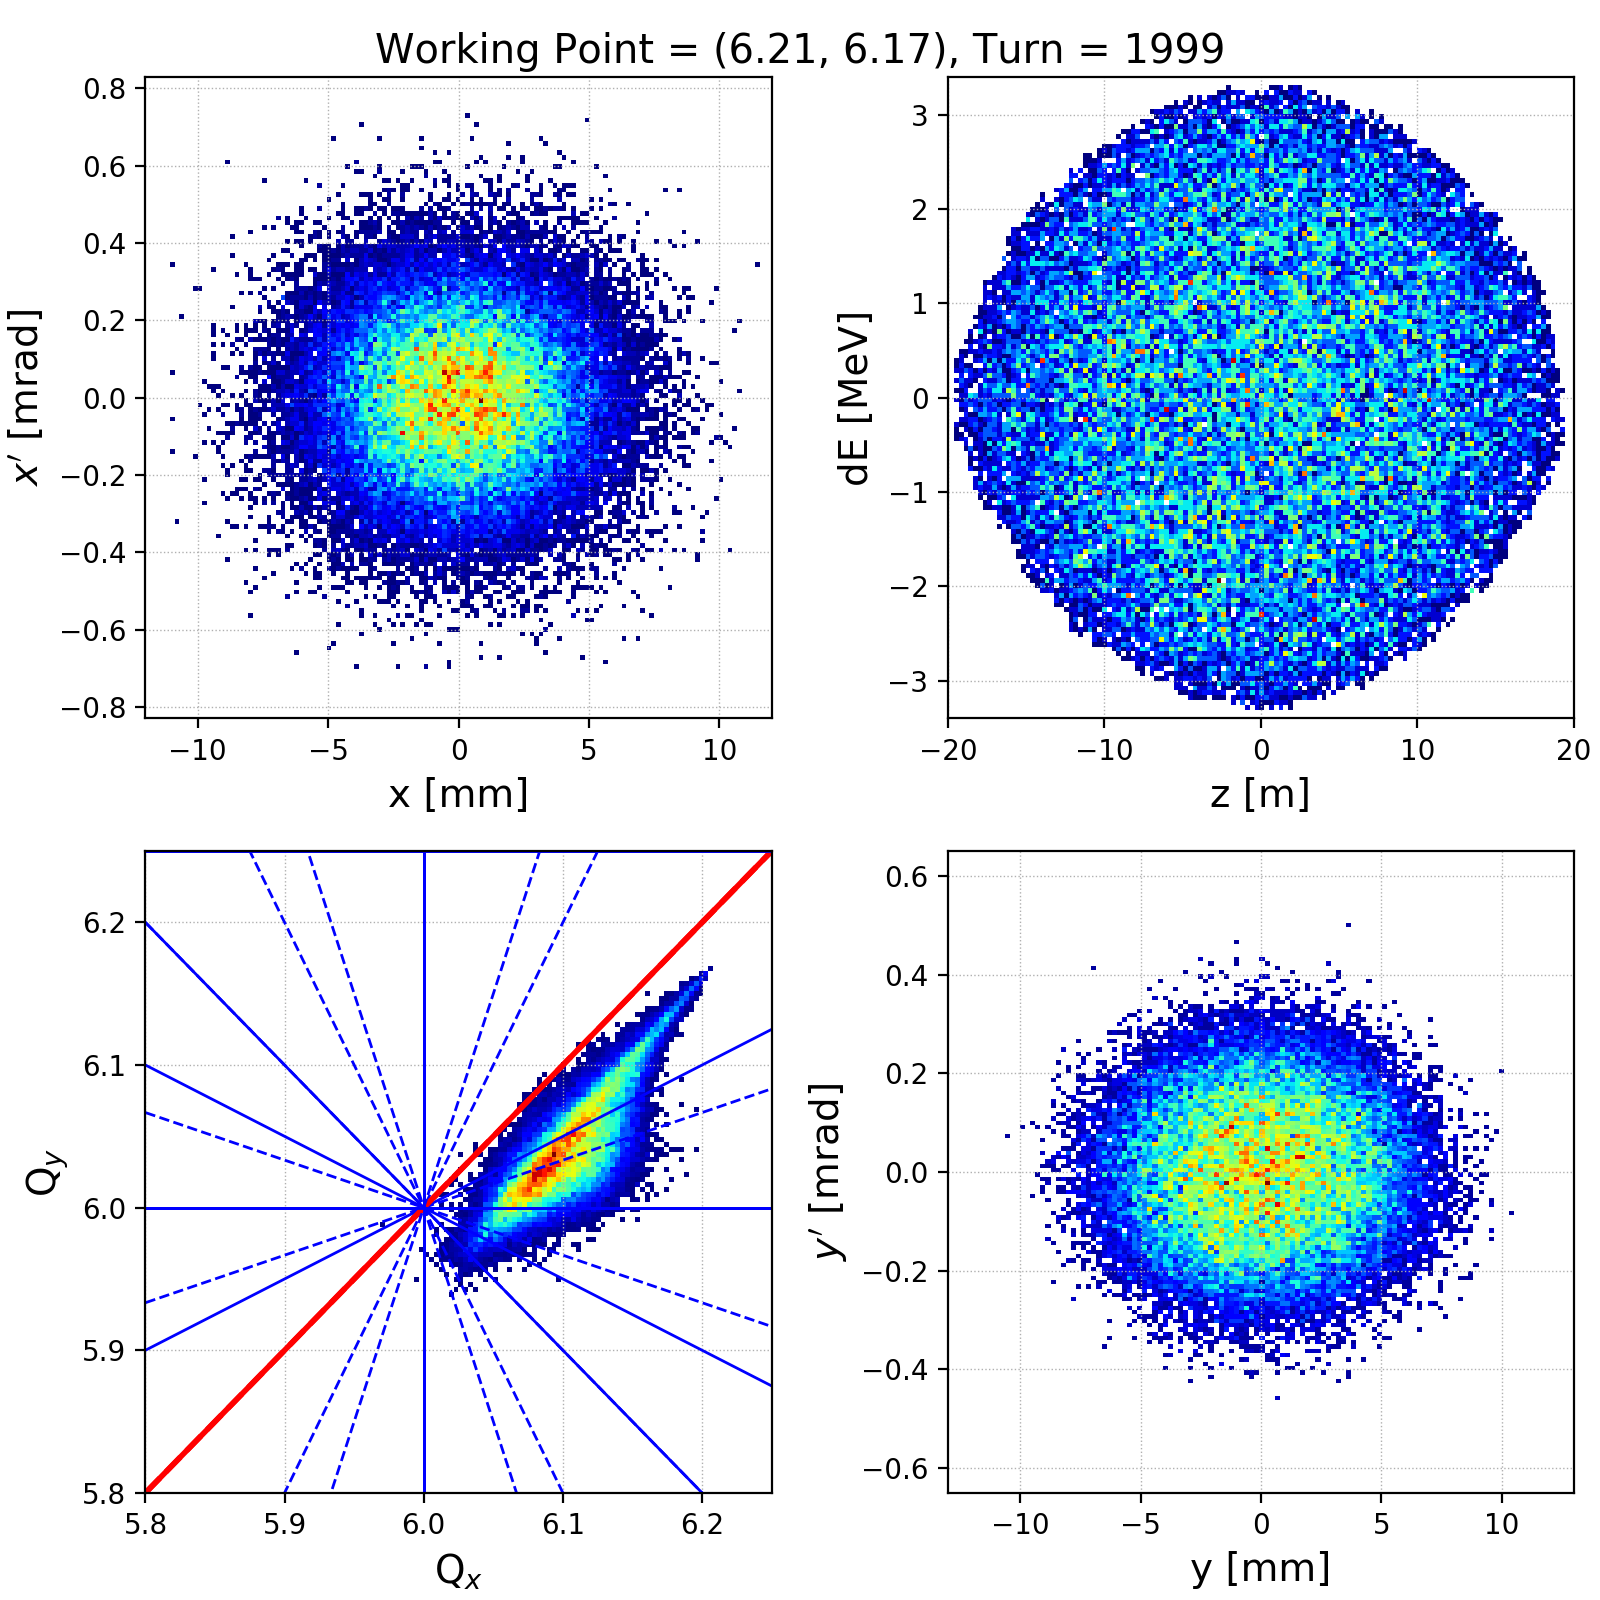 Working Point = (6.21, 6.17), Turn = 1999
0.8
0.6
0.4
0.2
0.0
−0.2
−0.4
−0.6
−0.8
x′ [mrad]
−10 −5 0 5 10
x [mm]
3
2
1
0
−1
−2
−3
dE [MeV]
−20 −10 0 10 20
z [m]
6.2
6.1
6.0
5.9
5.8
Qy
5.8 5.9 6.0 6.1 6.2
Qx
0.6
0.4
0.2
0.0
−0.2
−0.4
−0.6
y′ [mrad]
−10 −5 0 5 10
y [mm]